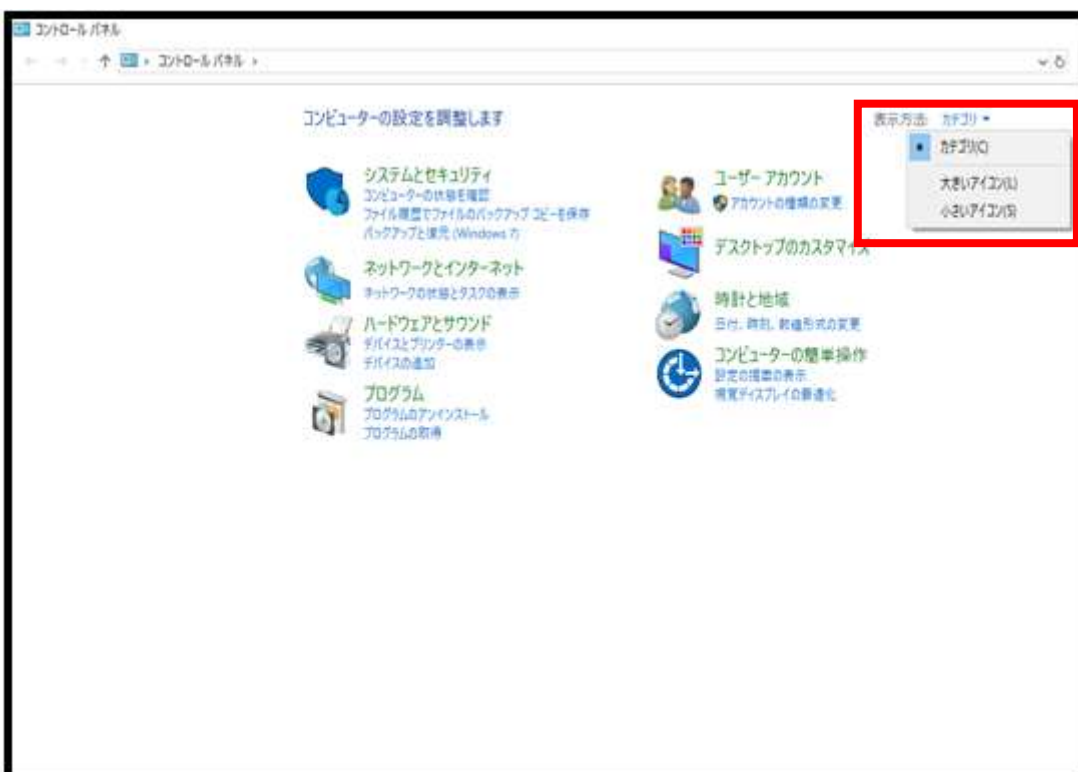 コントロール パネル
コントロール パネル
コンピューターの設定を調整します
表示方法: カテゴリ
カテゴリ(C)
大きいアイコン(L)
小さいアイコン(S)
システムとセキュリティ
コンピューターの状態を確認
ファイル履歴でファイルのバックアップ コピーを保存
バックアップと復元 (Windows 7)
ネットワークとインターネット
ネットワークの状態とタスクの表示
ハードウェアとサウンド
デバイスとプリンターの表示
デバイスの追加
プログラム
プログラムのアンインストール
プログラムの取得
ユーザー アカウント
アカウントの種類の変更
デスクトップのカスタマイズ
時計と地域
日付、時刻、数値形式の変更
コンピューターの簡単操作
設定の提案の表示
視覚ディスプレイの最適化